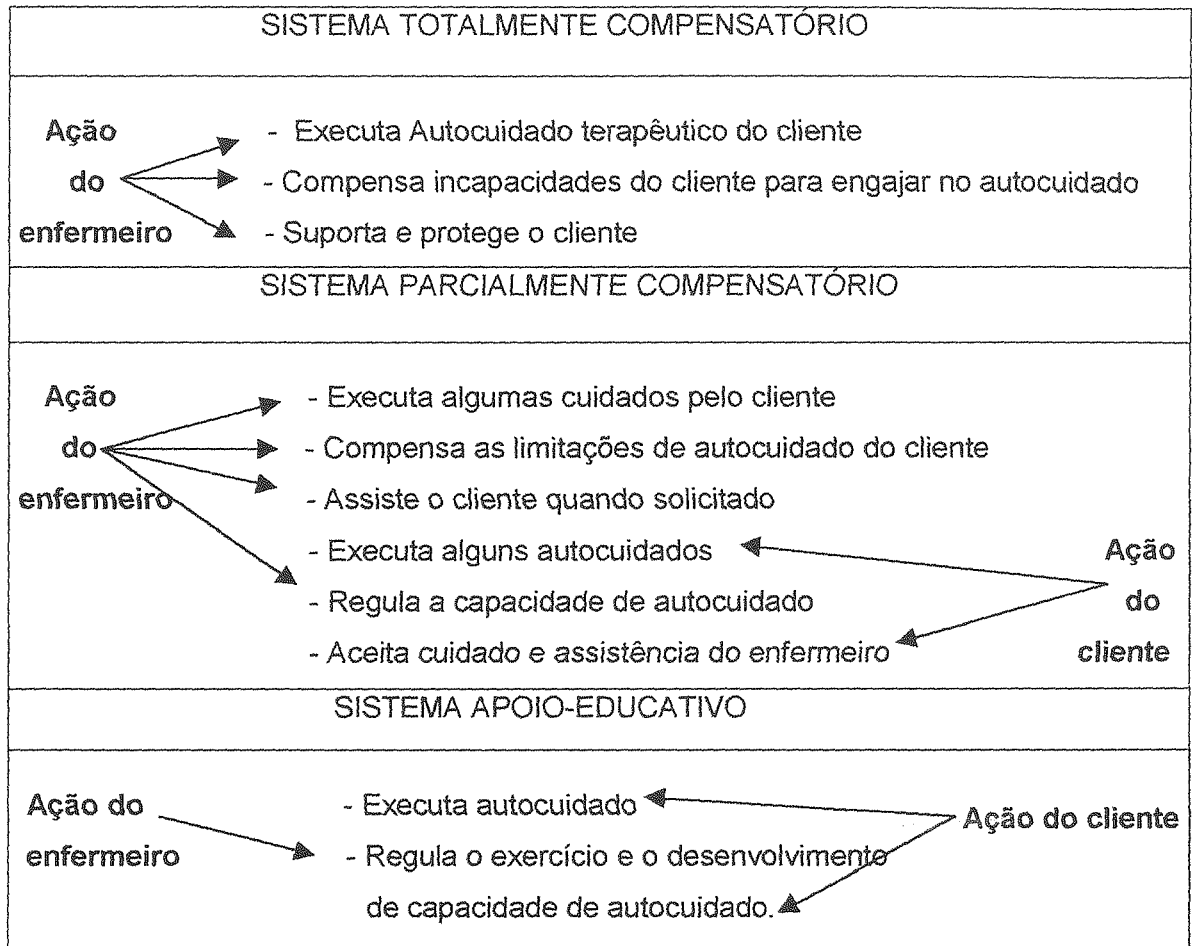 SISTEMA TOTALMENTE COMPENSATÓRIO
Ação
do
enfermeiro
- Executa Autocuidado terapêutico do cliente
- Compensa incapacidades do cliente para engajar no autocuidado
- Suporta e protege o cliente
SISTEMA PARCIALMENTE COMPENSATÓRIO
Ação
do
enfermeiro
- Executa algumas cuidados pelo cliente
- Compensa as limitações de autocuidado do cliente
- Assiste o cliente quando solicitado
- Executa alguns autocuidados
- Regula a capacidade de autocuidado
- Aceita cuidado e assistência do enfermeiro
Ação
do
cliente
SISTEMA APOIO-EDUCATIVO
Ação do
enfermeiro
- Executa autocuidado
- Regula o exercício e o desenvolvimento
de capacidade de autocuidado.
Ação do cliente